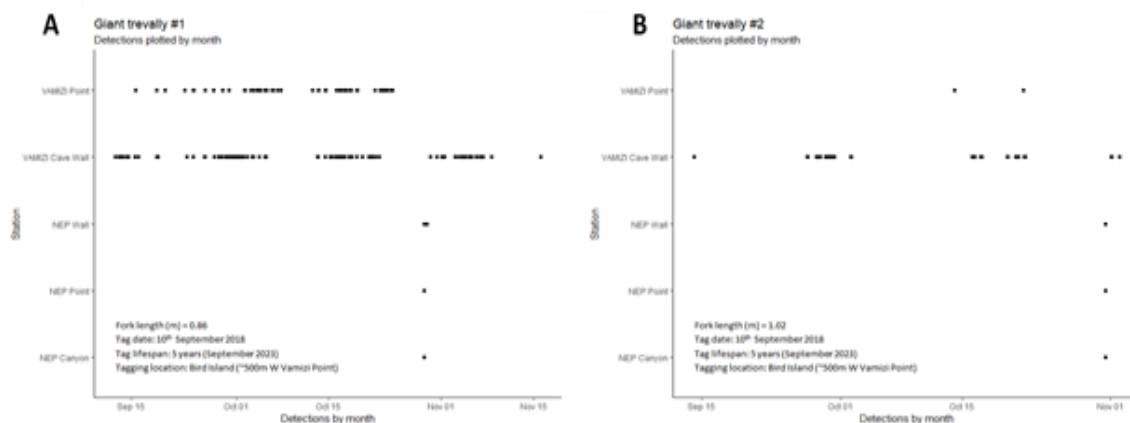 A
Giant trevally #1
Detections plotted by month
VAMIZI Point
VAMIZI Cave Wall
NEP Wall
NEP Point
NEP Canyon
Station
Fork length (m) = 0.86
Tag date: 10th September 2018
Tag lifespan: 5 years (September 2023)
Tagging location: Bird Island (~500m W Vamizi Point)
Sep 15 Oct 01 Oct 15 Nov 01 Nov 15
Detections by month
B
Giant trevally #2
Detections plotted by month
VAMIZI Point
VAMIZI Cave Wall
NEP Wall
NEP Point
NEP Canyon
Station
Fork length (m) = 1.02
Tag date: 10th September 2018
Tag lifespan: 5 years (September 2023)
Tagging location: Bird Island (~500m W Vamizi Point)
Sep 15 Oct 01 Oct 15 Nov 01
Detections by month